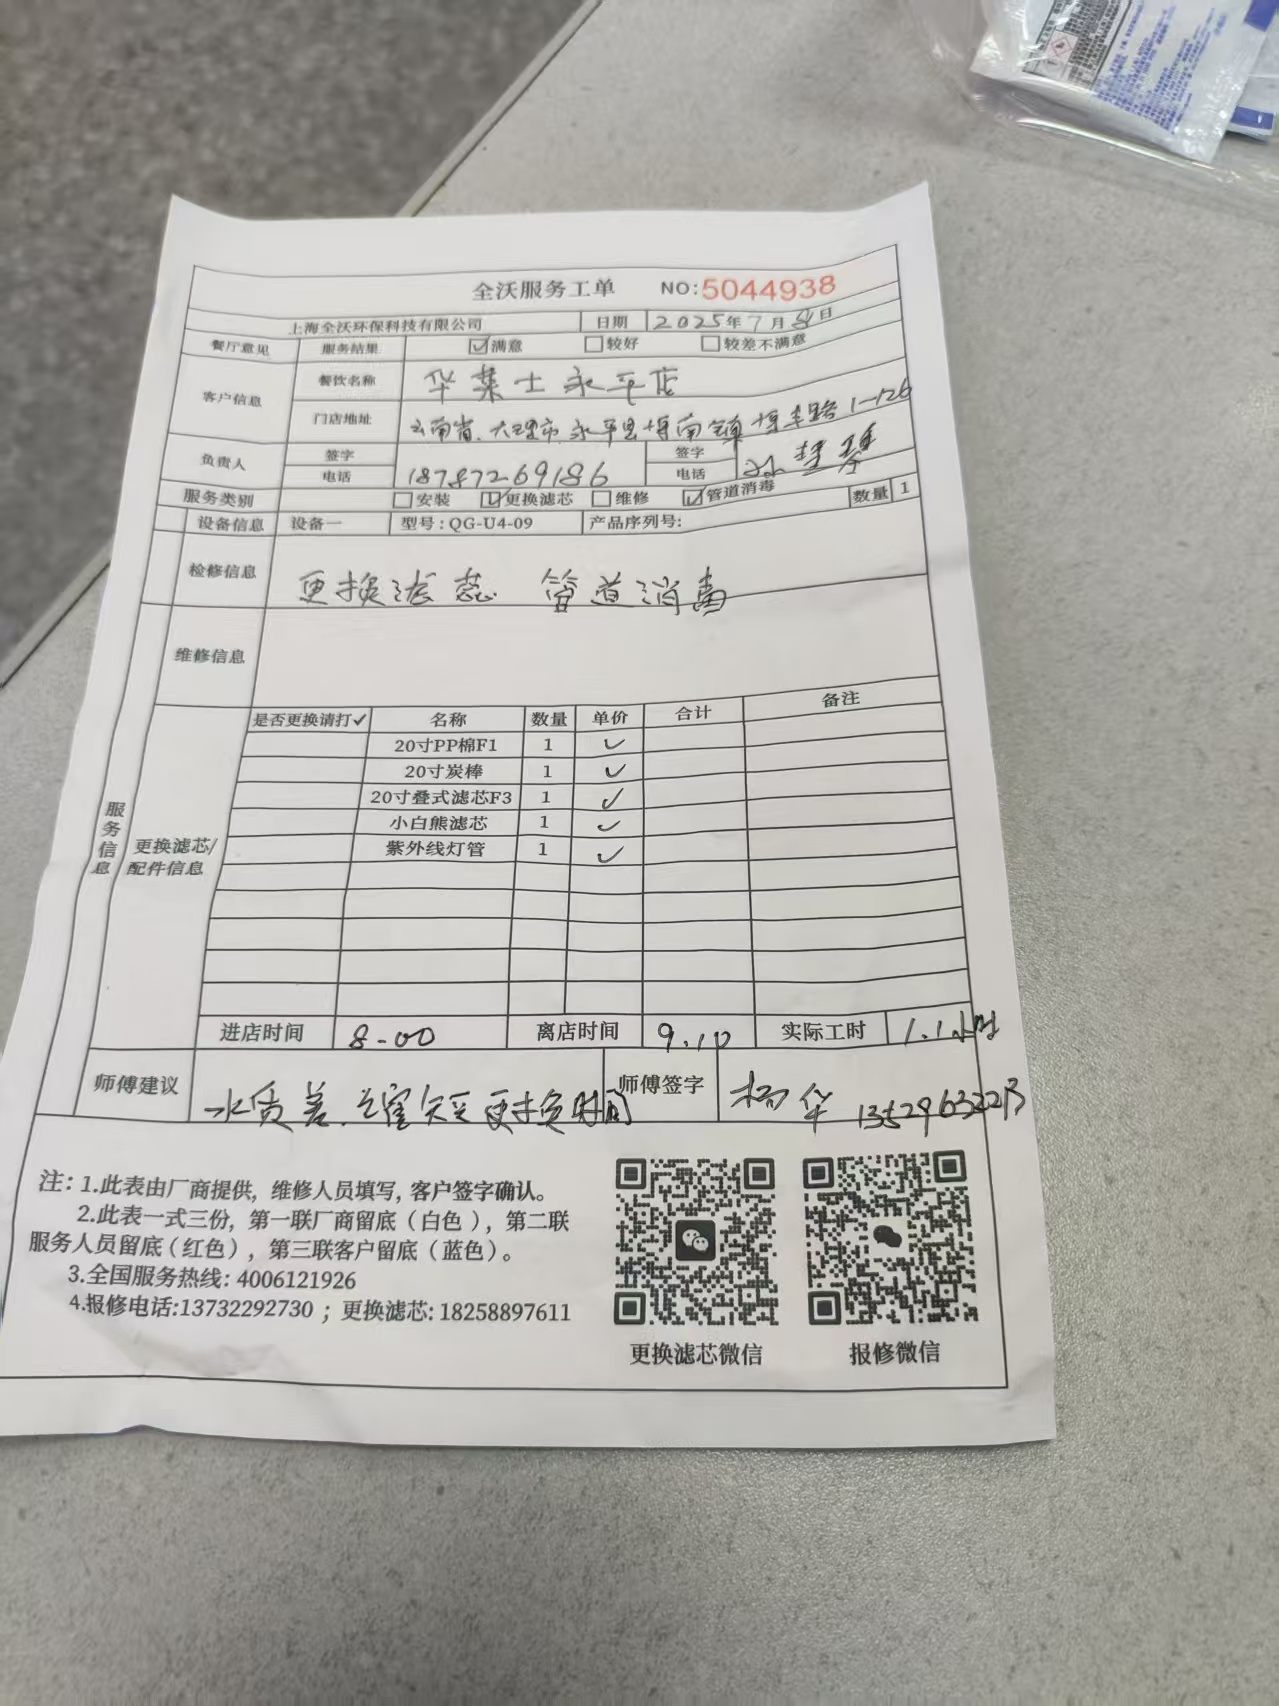 全沃服务工单 NO:5044938
上海全沃环保科技有限公司 日期 2025年7月 日
餐厅意见 服务结果 ☑满意 □较好 □较差不满意
客户信息 餐饮名称 华莱士永平店
门店地址 云南省.大理市永平县博南镇博丰路1-126
负责人 签字 签字
电话 18787269186 电话
服务类别 □安装 ☑更换滤芯 □维修 ☑管道消毒 数量 1
设备信息 设备一 型号:QG-U4-09 产品序列号:
检修信息 更换滤芯 管道消毒
维修信息
服务信息
更换滤芯/配件信息
是否更换请打✓ 名称 数量 单价 合计 备注
20寸PP棉F1 1 ✓
20寸炭棒 1 ✓
20寸叠式滤芯F3 1 ✓
小白熊滤芯 1 ✓
紫外线灯管 1 ✓
进店时间 8-00 离店时间 9.10 实际工时 1.1小时
师傅建议 水质差. 更换时间 师傅签字 杨华
注: 1.此表由厂商提供, 维修人员填写, 客户签字确认。
2.此表一式三份, 第一联厂商留底(白色), 第二联
服务人员留底(红色), 第三联客户留底(蓝色)。
3.全国服务热线: 4006121926
4.报修电话:13732292730 ; 更换滤芯: 18258897611
更换滤芯微信 报修微信